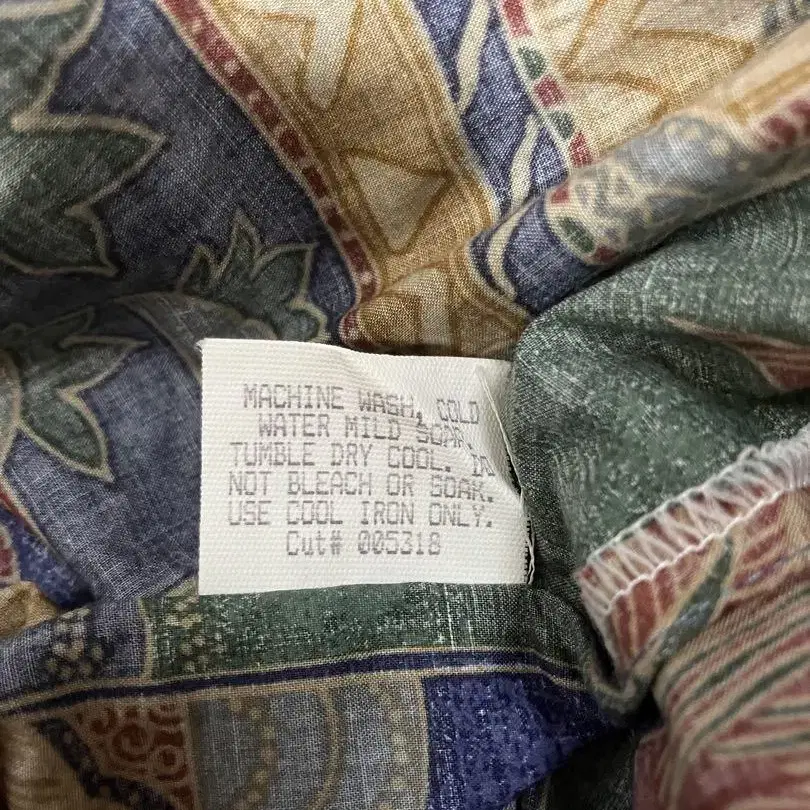 MACHINE WASH, COLD
WATER MILD SOAP.
TUMBLE DRY COOL. DO
NOT BLEACH OR SOAK.
USE COOL IRON ONLY.
Cut# 005318